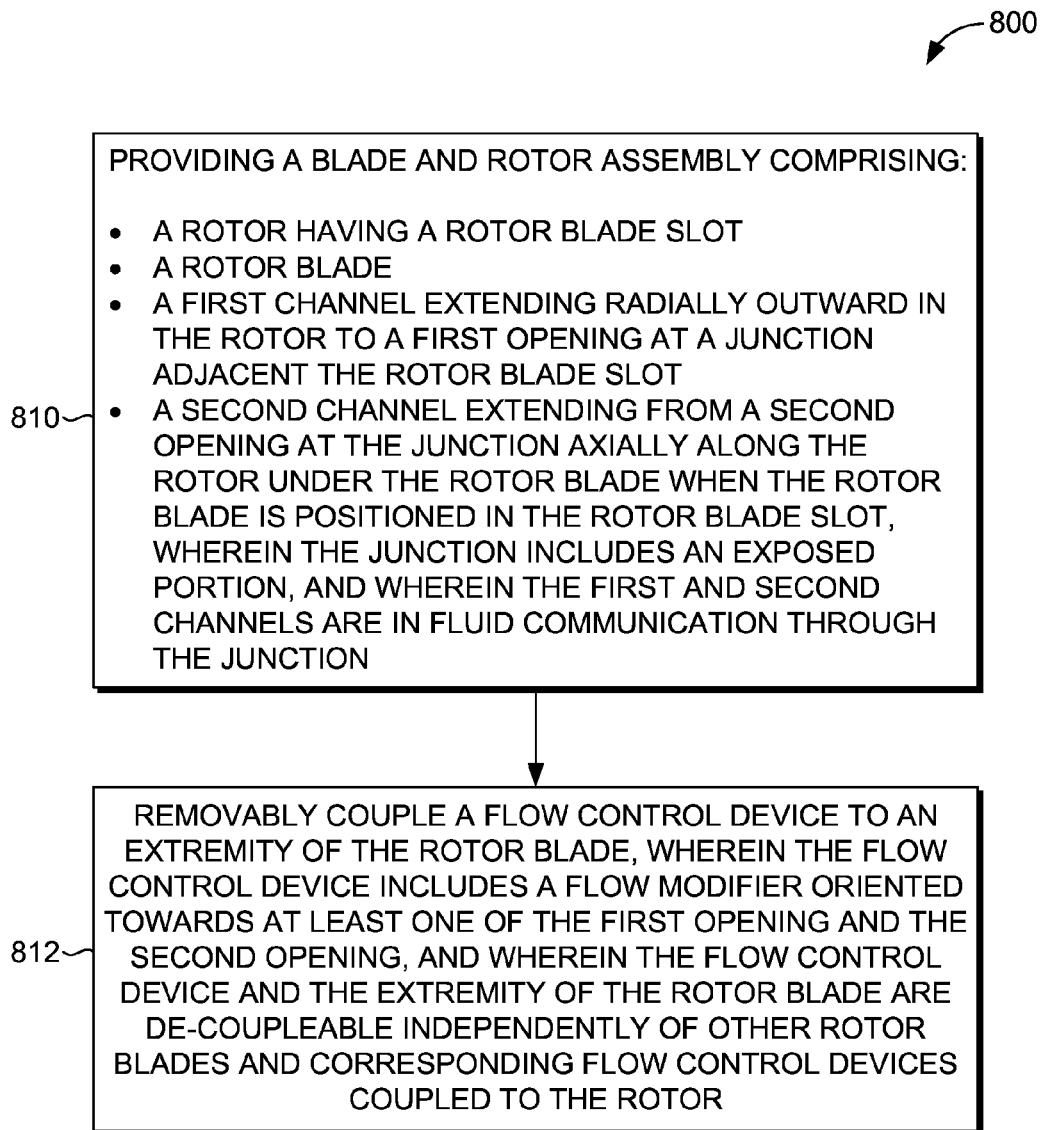 800
PROVIDING A BLADE AND ROTOR ASSEMBLY COMPRISING:
• A ROTOR HAVING A ROTOR BLADE SLOT
• A ROTOR BLADE
• A FIRST CHANNEL EXTENDING RADIALLY OUTWARD IN
THE ROTOR TO A FIRST OPENING AT A JUNCTION
ADJACENT THE ROTOR BLADE SLOT
810
• A SECOND CHANNEL EXTENDING FROM A SECOND
OPENING AT THE JUNCTION AXIALLY ALONG THE
ROTOR UNDER THE ROTOR BLADE WHEN THE ROTOR
BLADE IS POSITIONED IN THE ROTOR BLADE SLOT,
WHEREIN THE JUNCTION INCLUDES AN EXPOSED
PORTION, AND WHEREIN THE FIRST AND SECOND
CHANNELS ARE IN FLUID COMMUNICATION THROUGH
THE JUNCTION
REMOVABLY COUPLE A FLOW CONTROL DEVICE TO AN
EXTREMITY OF THE ROTOR BLADE, WHEREIN THE FLOW
CONTROL DEVICE INCLUDES A FLOW MODIFIER ORIENTED
TOWARDS AT LEAST ONE OF THE FIRST OPENING AND THE
812
SECOND OPENING, AND WHEREIN THE FLOW CONTROL
DEVICE AND THE EXTREMITY OF THE ROTOR BLADE ARE
DE-COUPLEABLE INDEPENDENTLY OF OTHER ROTOR
BLADES AND CORRESPONDING FLOW CONTROL DEVICES
COUPLED TO THE ROTOR